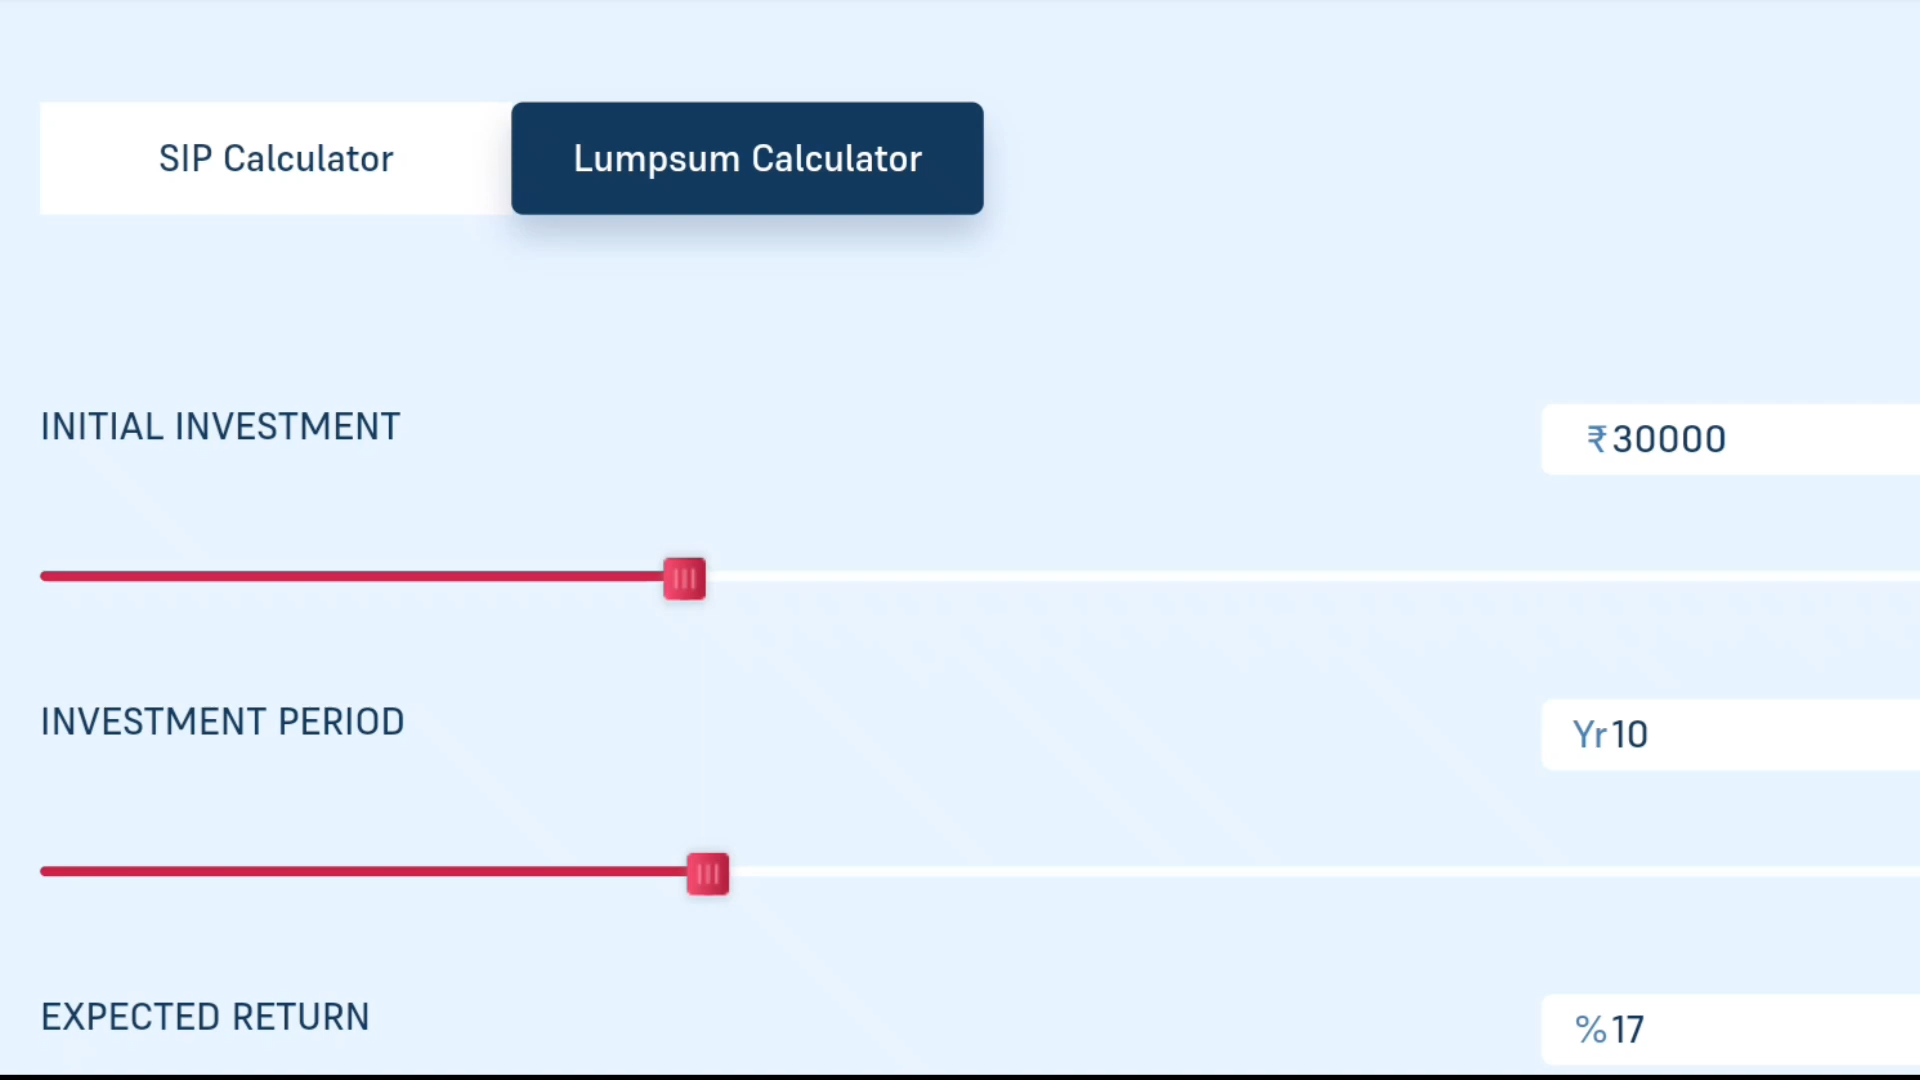 SIP Calculator
Lumpsum Calculator
INITIAL INVESTMENT
₹30000
INVESTMENT PERIOD
Yr10
EXPECTED RETURN
%17